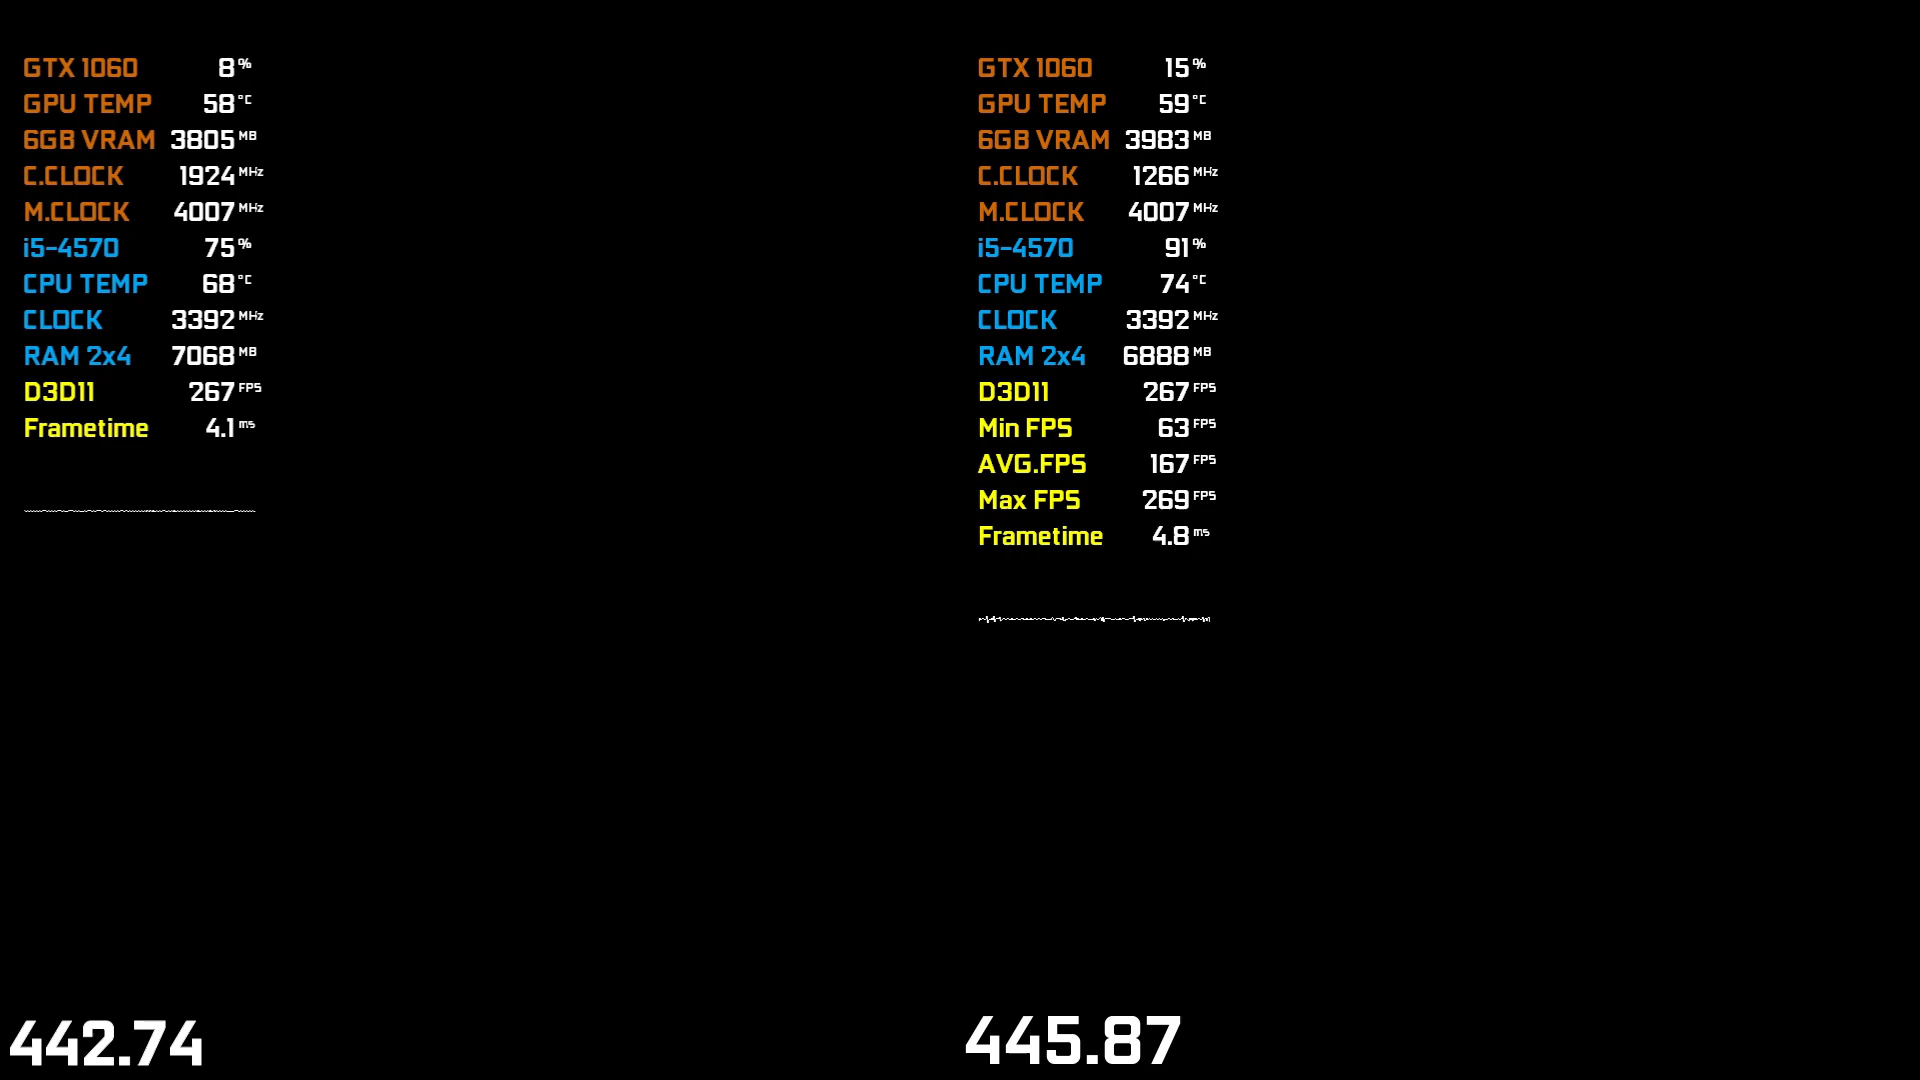 GTX 1060 8 %
GPU TEMP 58 °C
6GB VRAM 3805 MB
C.CLOCK 1924 MHz
M.CLOCK 4007 MHz
i5-4570 75 %
CPU TEMP 68 °C
CLOCK 3392 MHz
RAM 2x4 7068 MB
D3D11 267 FPS
Frametime 4.1 ms
442.74
GTX 1060 15 %
GPU TEMP 59 °C
6GB VRAM 3983 MB
C.CLOCK 1266 MHz
M.CLOCK 4007 MHz
i5-4570 91 %
CPU TEMP 74 °C
CLOCK 3392 MHz
RAM 2x4 6888 MB
D3D11 267 FPS
Min FPS 63 FPS
AVG.FPS 167 FPS
Max FPS 269 FPS
Frametime 4.8 ms
445.87